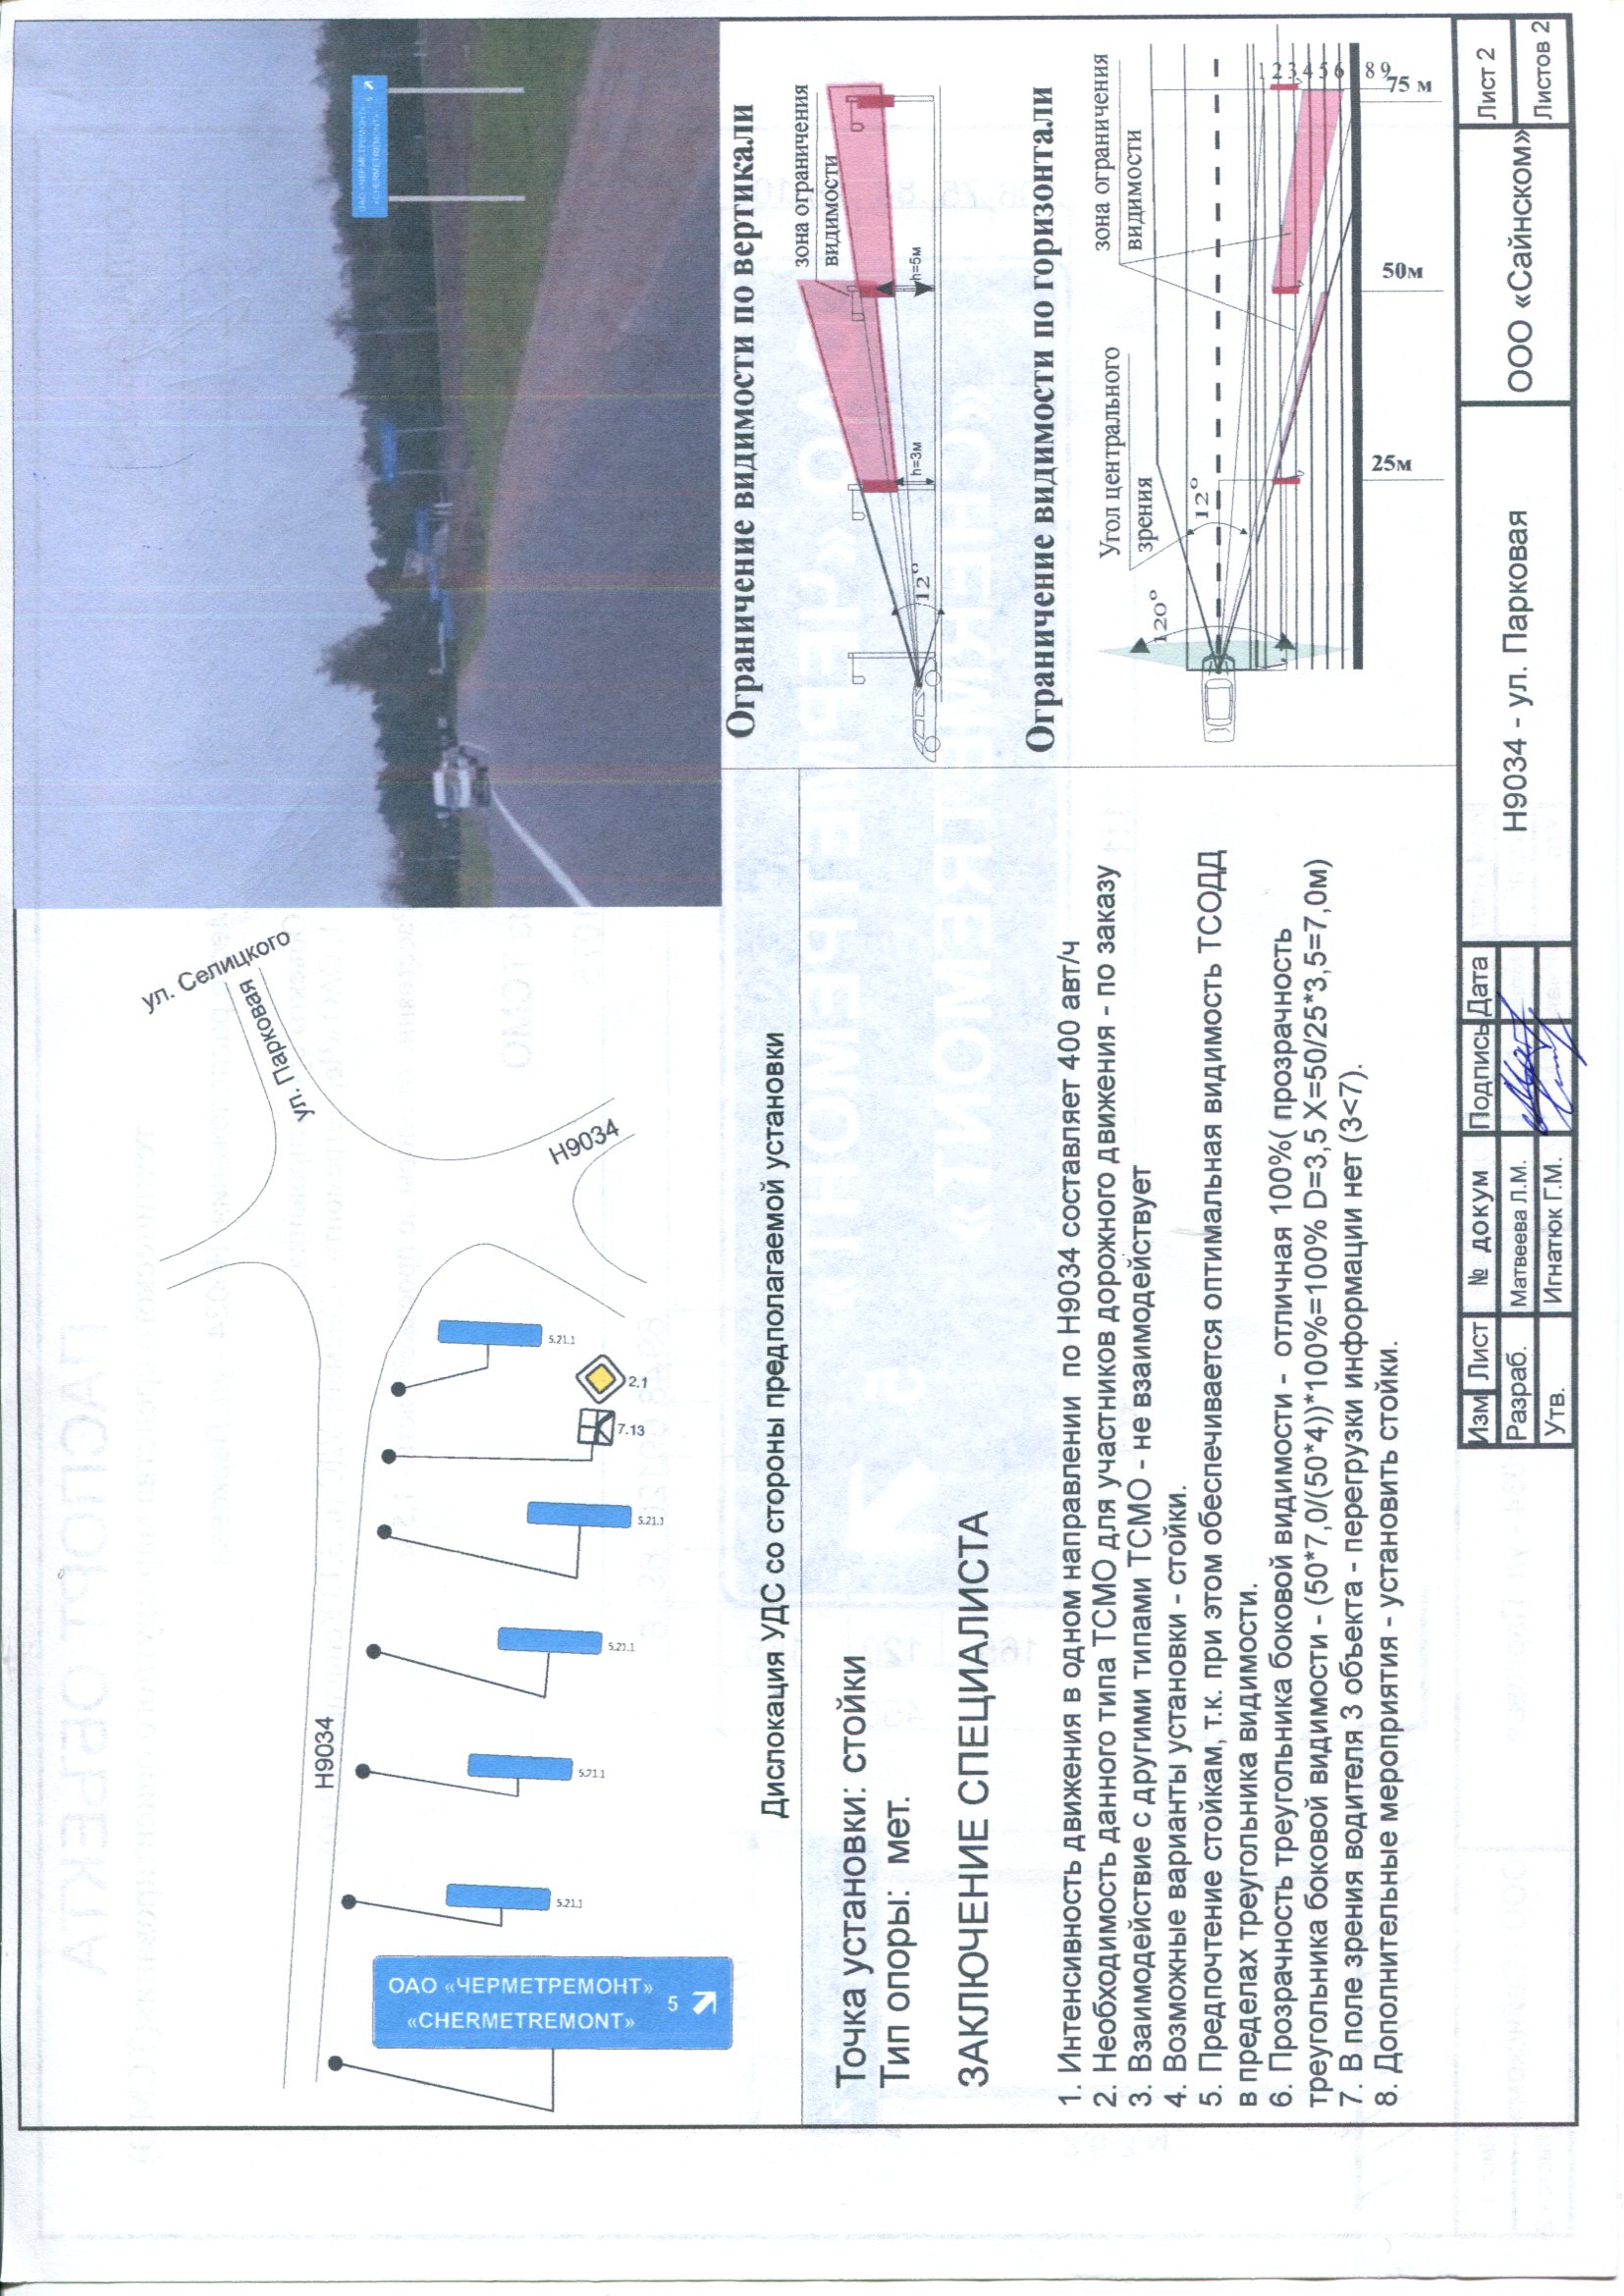 ул. Селицкого
ул. Парковая
Н9034
Н9034
5.21.1
2.1
7.13
5.21.1
5.21.1
5.21.1
5.21.1
ОАО «ЧЕРМЕТРЕМОНТ»
«CHERMETREMONT»
5
Дислокация УДС со стороны предполагаемой установки
ОАО «ЧЕРМЕТРЕМОНТ»
«CHERMETREMONT»
5
Точка установки: стойки
Тип опоры: мет.
ЗАКЛЮЧЕНИЕ СПЕЦИАЛИСТА
1. Интенсивность движения в одном направлении по Н9034 составляет 400 авт/ч
2. Необходимость данного типа ТСМО для участников дорожного движения - по заказу
3. Взаимодействие с другими типами ТСМО - не взаимодействует
4. Возможные варианты установки - стойки.
5. Предпочтение стойкам, т.к. при этом обеспечивается оптимальная видимость ТСОДД
в пределах треугольника видимости.
6. Прозрачность треугольника боковой видимости - отличная 100%( прозрачность
треугольника боковой видимости - (50*7,0/(50*4))*100%=100% D=3,5 X=50/25*3,5=7,0м)
7. В поле зрения водителя 3 объекта - перегрузки информации нет (3<7).
8. Дополнительные мероприятия - установить стойки.
Ограничение видимости по вертикали
зона ограничения
видимости
12°
h=3м
h=5м
Ограничение видимости по горизонтали
Угол центрального
зрения
зона ограничения
видимости
120°
12°
1 2 3 4 5 6 8 9
25м
50м
75 м
Изм Лист № докум Подпись Дата
Разраб. Матвеева Л.М.
Утв. Игнатюк Г.М.
Н9034 - ул. Парковая
ООО «Сайнском»
Лист 2
Листов 2